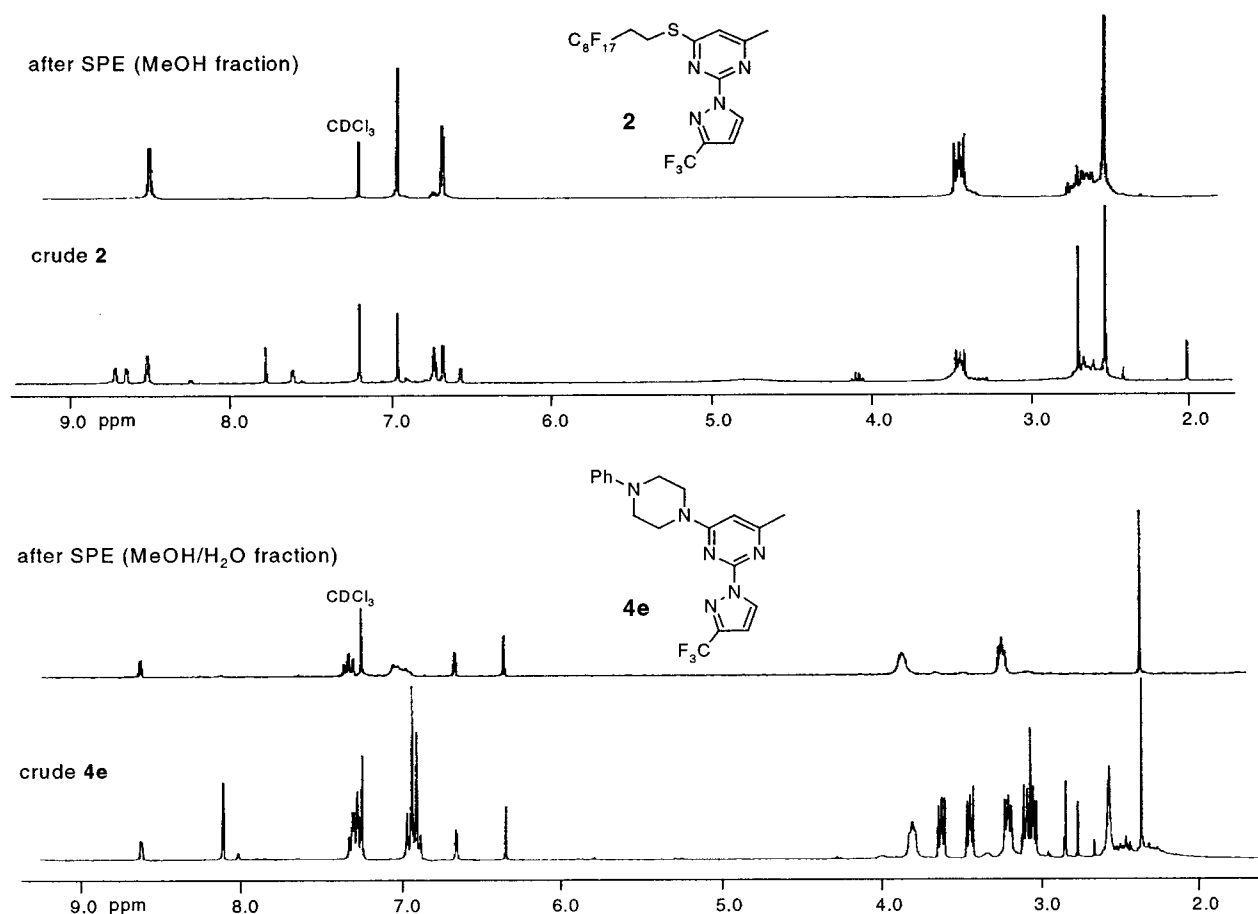 after SPE (MeOH fraction)
C₈F₁₇
S
N
N
N
N
F₃C
2
CDCl₃
crude 2
9.0 ppm 8.0 7.0 6.0 5.0 4.0 3.0 2.0
Ph
N
N
N
N
N
N
F₃C
4e
after SPE (MeOH/H₂O fraction)
CDCl₃
crude 4e
9.0 ppm 8.0 7.0 6.0 5.0 4.0 3.0 2.0